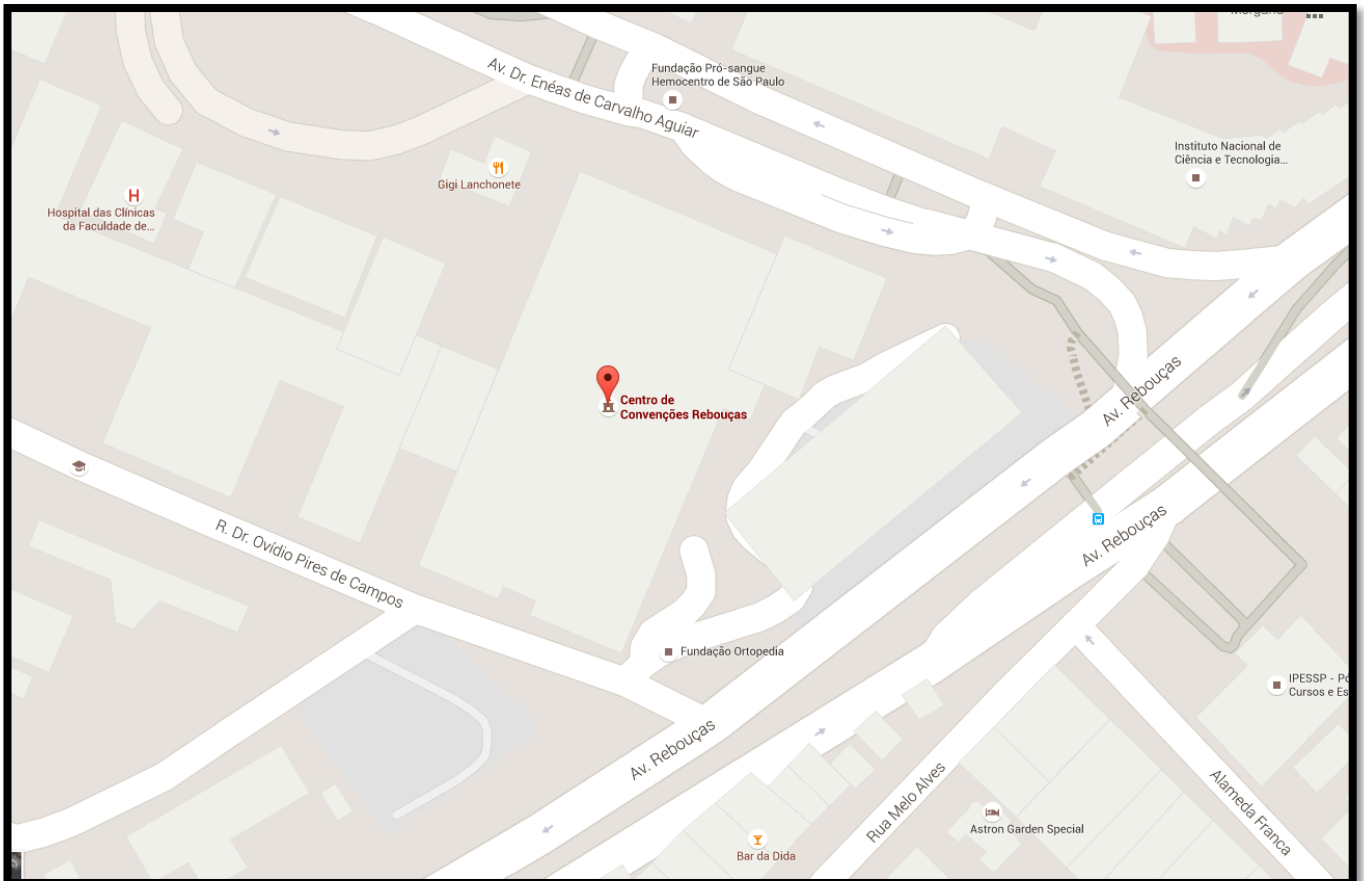 Av. Dr. Enéas de Carvalho Aguiar
Fundação Pró-sangue
Hemocentro de São Paulo
Instituto Nacional de
Ciência e Tecnologia...
Gigi Lanchonete
H
Hospital das Clínicas
da Faculdade de...
Av. Rebouças
Centro de
Convenções Rebouças
Av. Rebouças
R. Dr. Ovídio Pires de Campos
Fundação Ortopedia
IPESSP - Pó
Cursos e Es
Av. Rebouças
Rua Melo Alves
Alameda Franca
Astron Garden Special
Bar da Dida